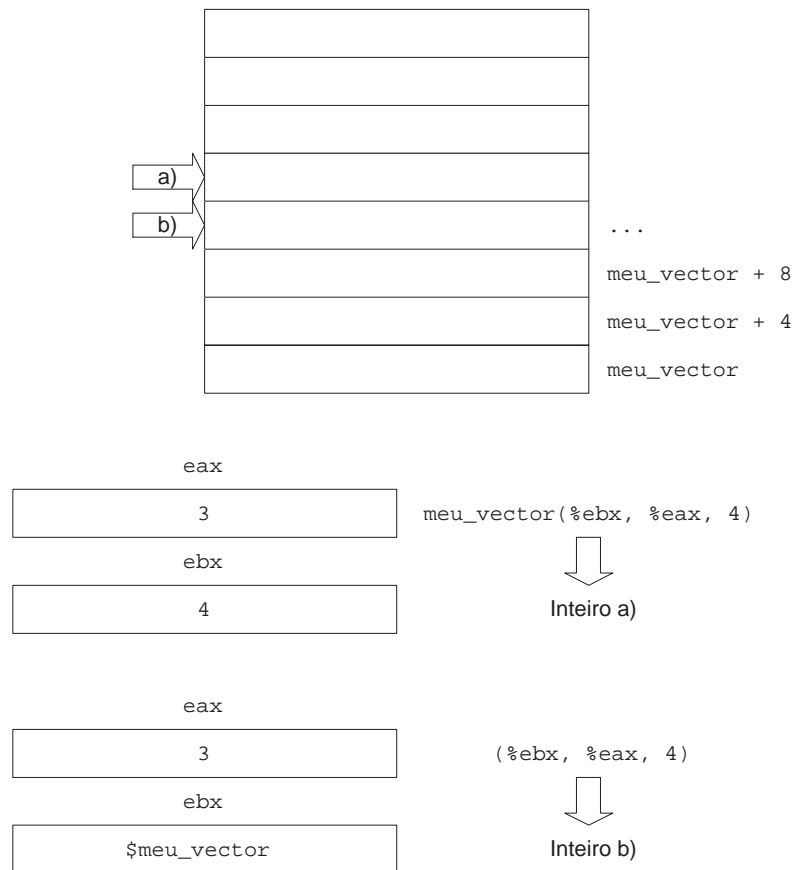 a)
b)
...
meu_vector + 8
meu_vector + 4
meu_vector
eax
3
meu_vector(%ebx, %eax, 4)
ebx
4
Inteiro a)
eax
3
(%ebx, %eax, 4)
ebx
$meu_vector
Inteiro b)